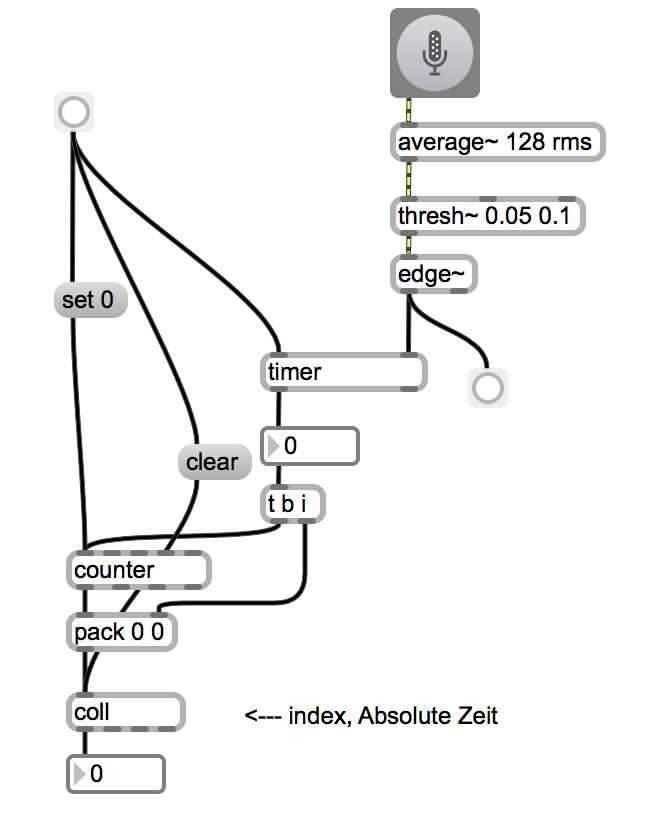 average~ 128 rms
thresh~ 0.05 0.1
edge~
set 0
timer
0
clear
t b i
counter
pack 0 0
coll
<--- index, Absolute Zeit
0